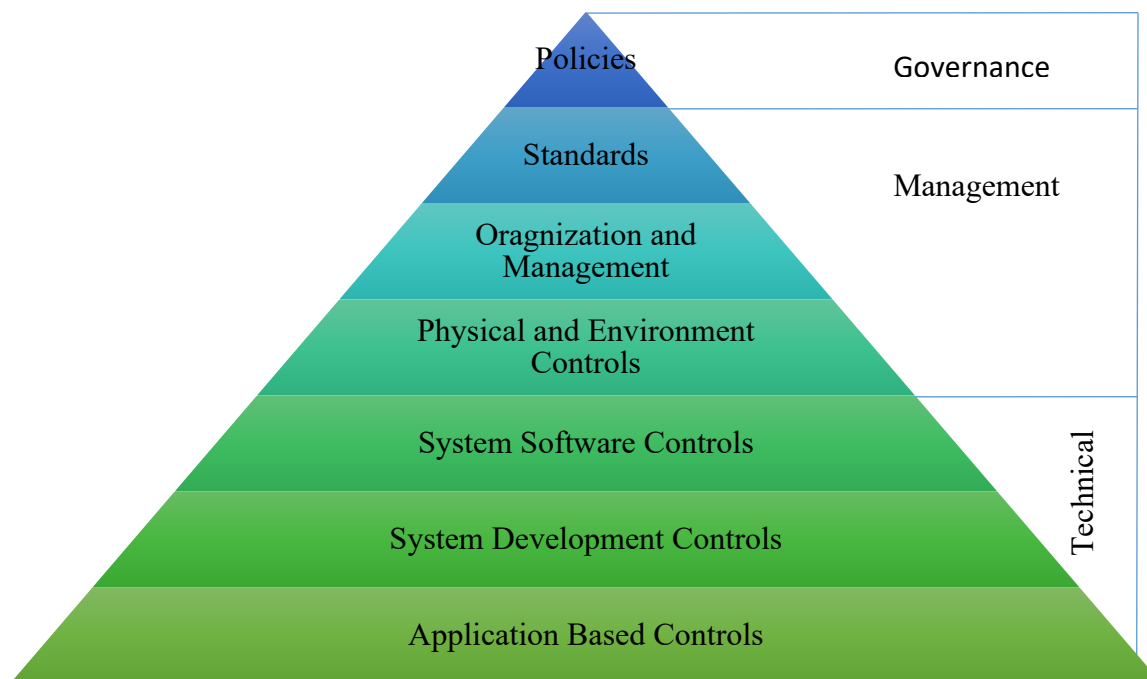 Policies
Governance
Standards
Management
Oragnization and
Management
Physical and Environment
Controls
System Software Controls
Technical
System Development Controls
Application Based Controls